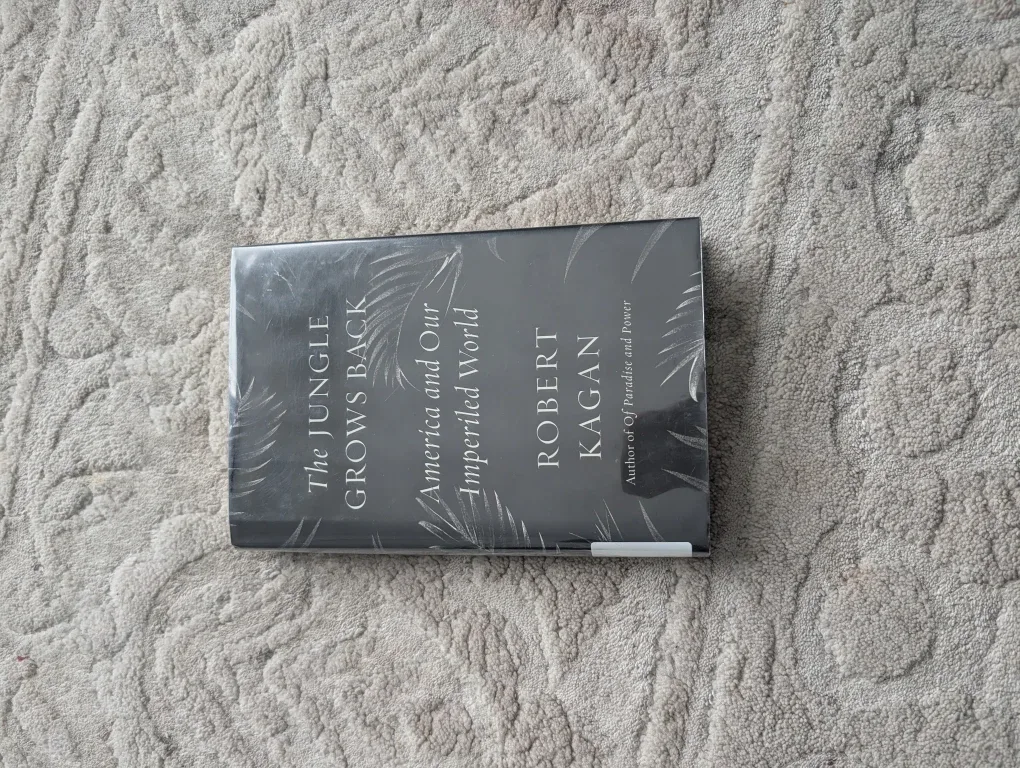 The JUNGLE
GROWS BACK
America and Our
Imperiled World
ROBERT
KAGAN
Author of Of Paradise and Power